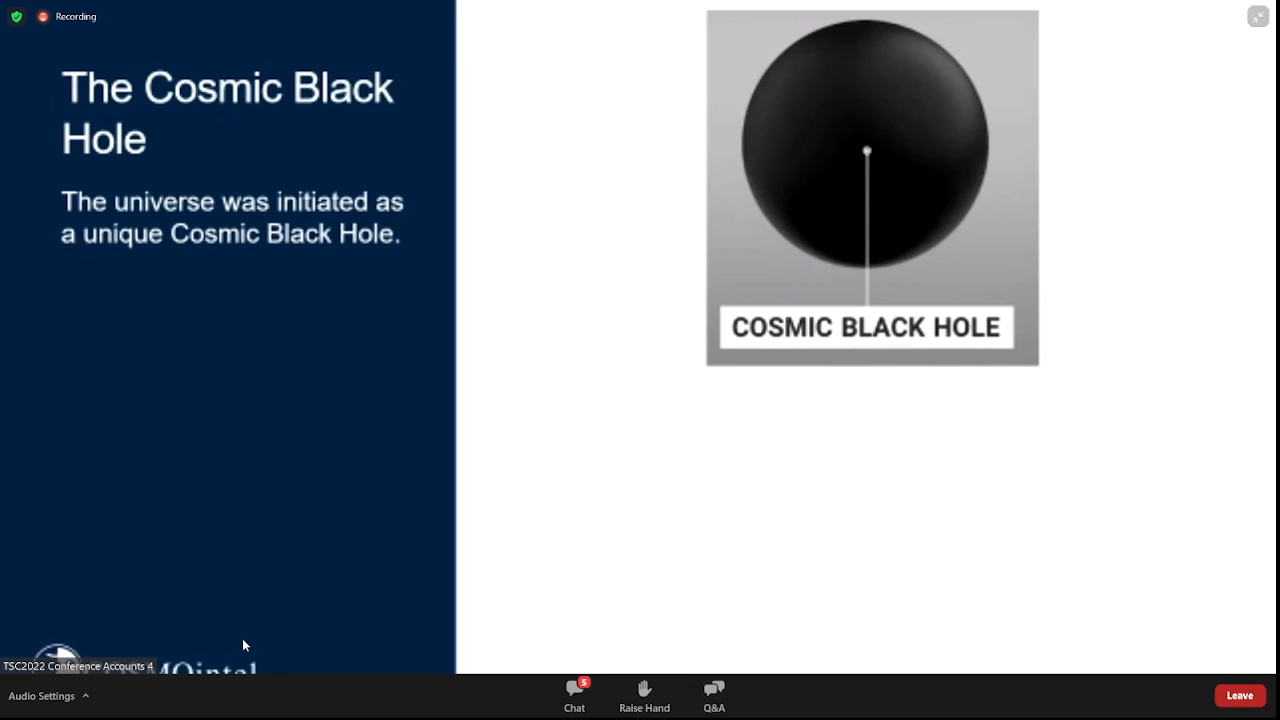 Recording
The Cosmic Black
Hole
The universe was initiated as
a unique Cosmic Black Hole.
COSMIC BLACK HOLE
TSC2022 Conference Accounts 4
Audio Settings
5
Chat
Raise Hand
Q&A
Leave